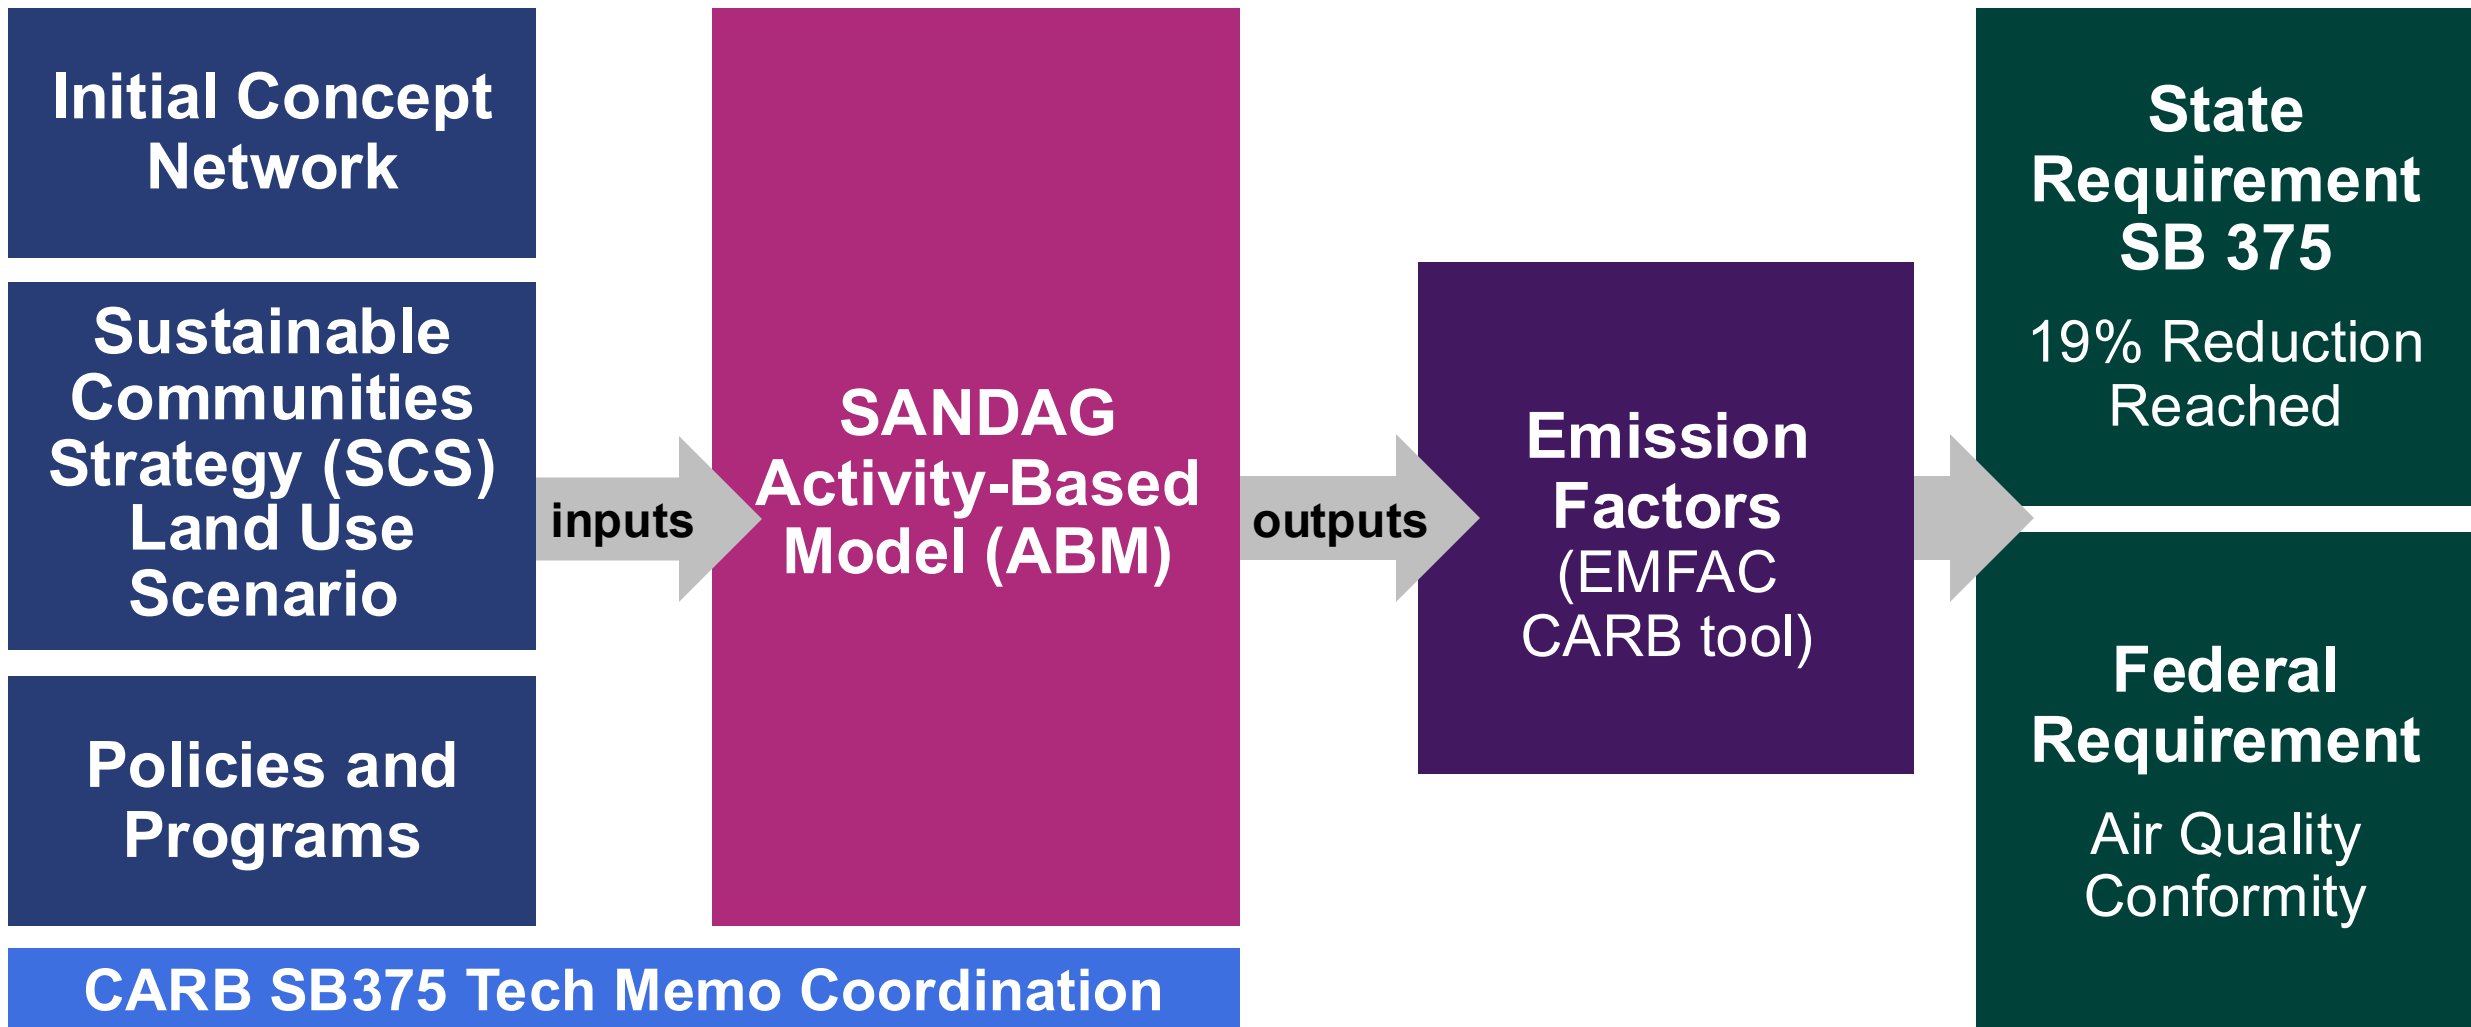 Initial Concept
Network
Sustainable
Communities
Strategy (SCS)
Land Use
Scenario
Policies and
Programs
inputs
SANDAG
Activity-Based
Model (ABM)
CARB SB375 Tech Memo Coordination
outputs
Emission
Factors
(EMFAC
CARB tool)
State
Requirement
SB 375
19% Reduction
Reached
Federal
Requirement
Air Quality
Conformity